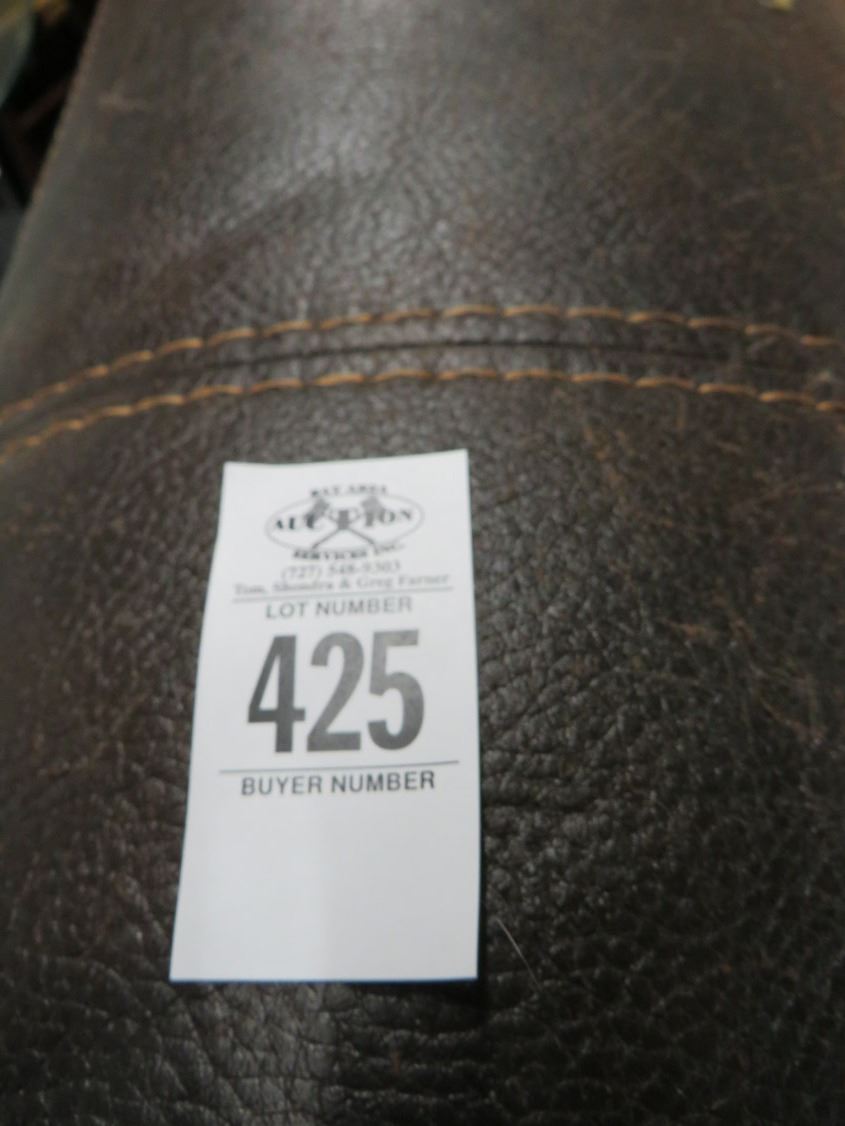 BAY AREA
AUCTION
SERVICES INC.
(727) 548-9303
Tom, Shondra & Greg Farner
LOT NUMBER
425
BUYER NUMBER